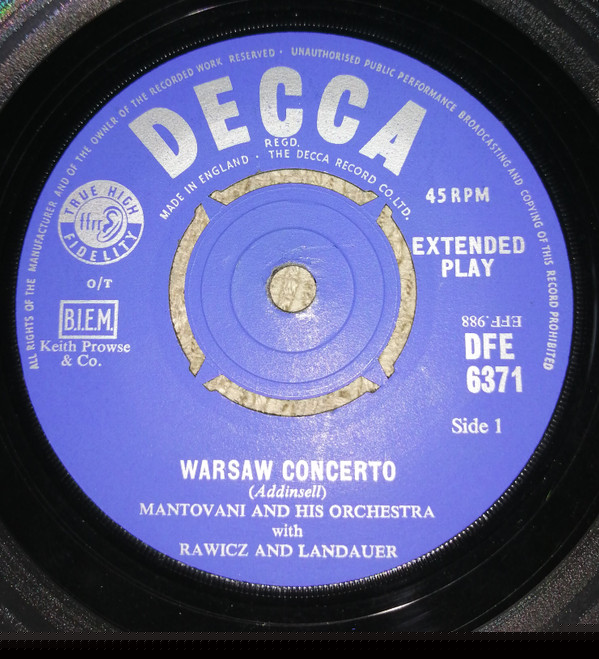 ALL RIGHTS OF THE MANUFACTURER AND OF THE OWNER OF THE RECORDED WORK RESERVED · UNAUTHORISED PUBLIC PERFORMANCE BROADCASTING AND COPYING OF THIS RECORD PROHIBITED
DECCA
REGD.
MADE IN ENGLAND · THE DECCA RECORD CO. LTD.
TRUE HIGH
ffrr
FIDELITY
45 RPM
EXTENDED
PLAY
O/T
B.I.E.M.
Keith Prowse
& Co.
EFF.988
DFE
6371
Side 1
WARSAW CONCERTO
(Addinsell)
MANTOVANI AND HIS ORCHESTRA
with
RAWICZ AND LANDAUER